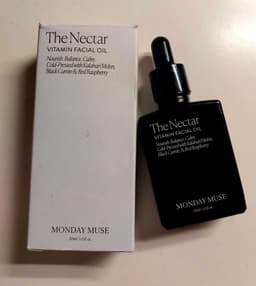 The Nectar
VITAMIN FACIAL OIL
Nourish. Balance. Calm.
Cold-Pressed with Kalahari Melon,
Black Cumin & Red Raspberry
MONDAY MUSE
The Nectar
VITAMIN FACIAL OIL
Nourish. Balance. Calm.
Cold-Pressed with Kalahari Melon,
Black Cumin & Red Raspberry
MONDAY MUSE